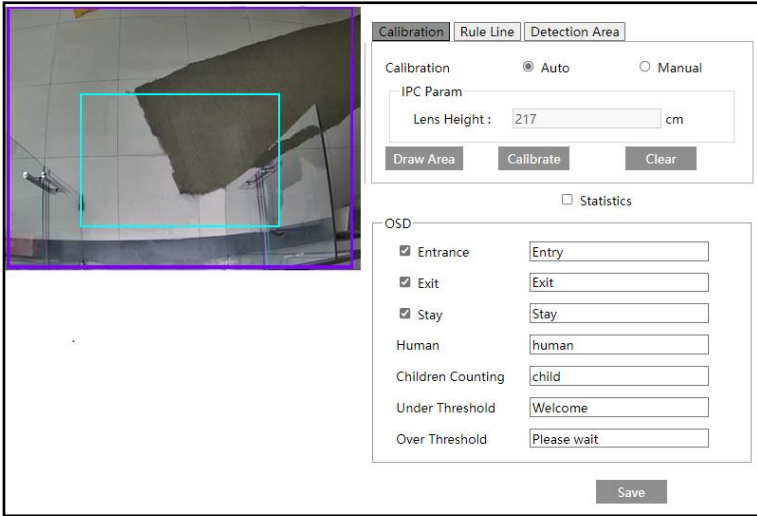 Calibration Rule Line Detection Area
Calibration Auto Manual
IPC Param
Lens Height : 217 cm
Draw Area Calibrate Clear
Statistics
OSD
Entrance Entry
Exit Exit
Stay Stay
Human human
Children Counting child
Under Threshold Welcome
Over Threshold Please wait
Save